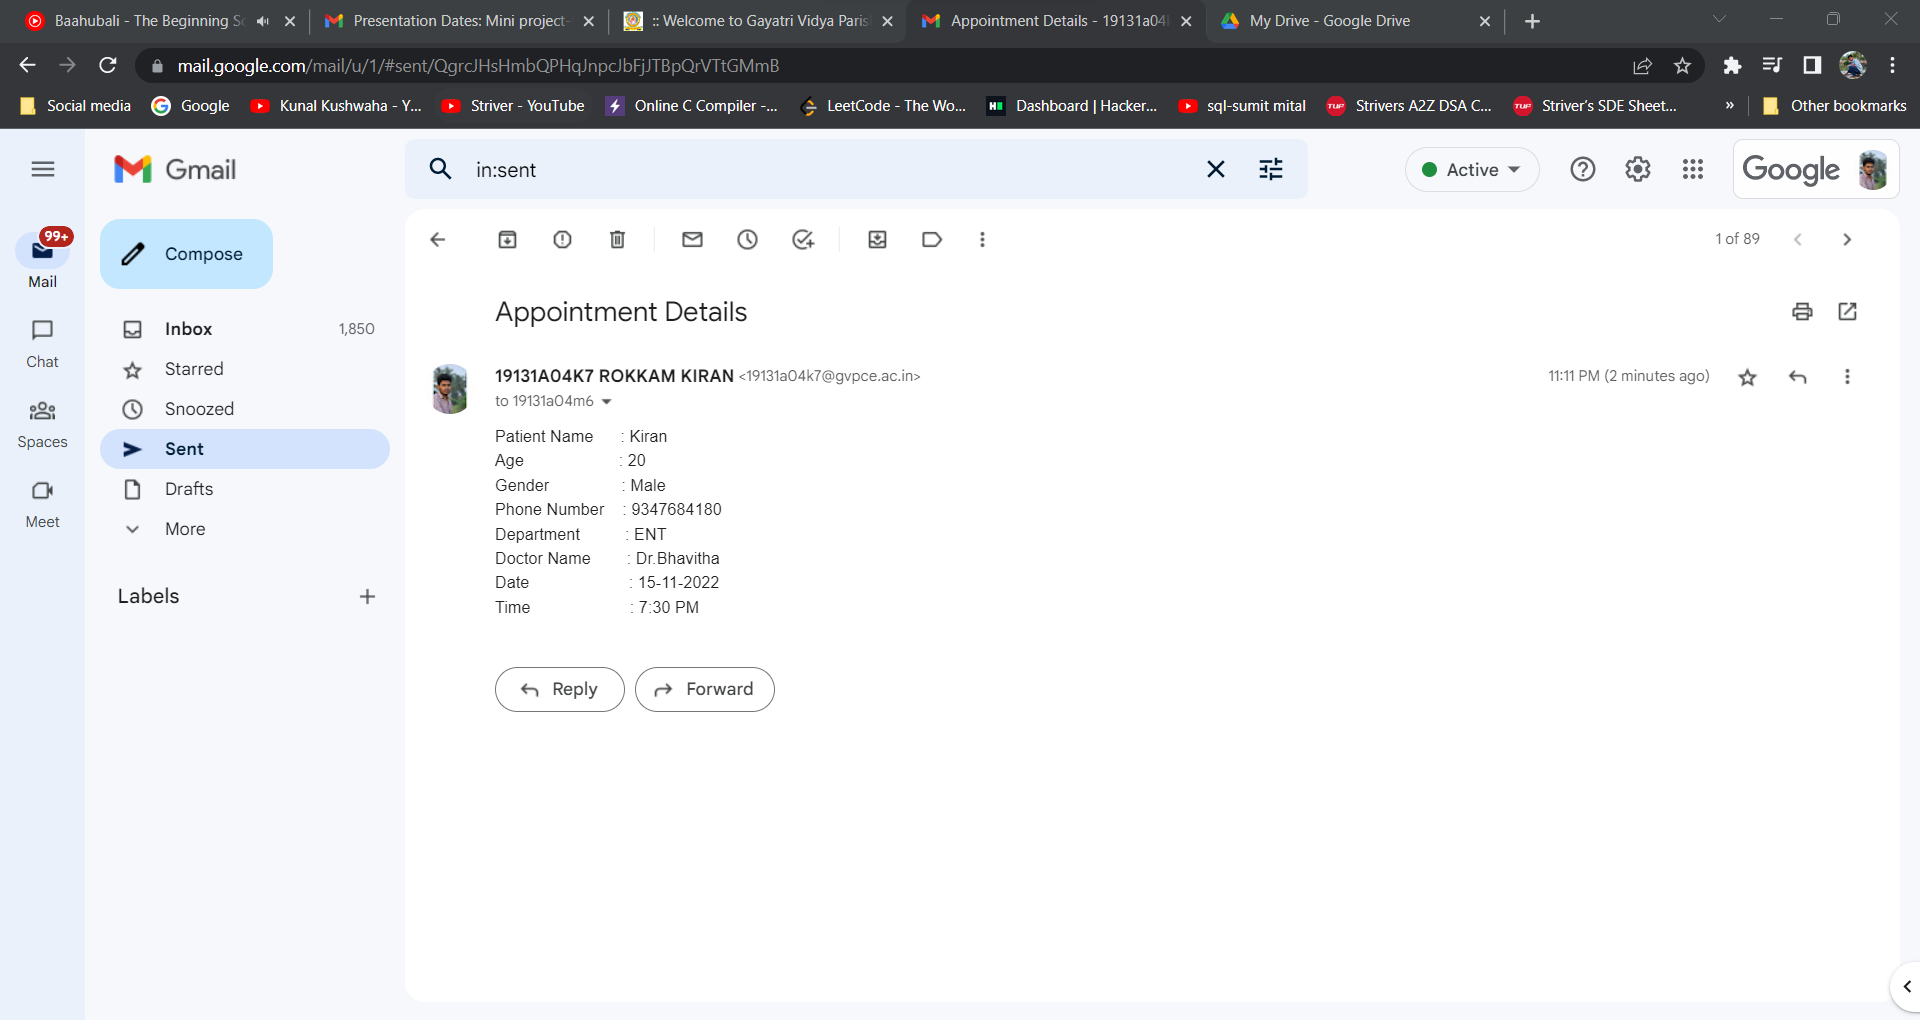 Baahubali - The Beginning So
Presentation Dates: Mini project-
:: Welcome to Gayatri Vidya Paris
Appointment Details - 19131a04
My Drive - Google Drive
mail.google.com/mail/u/1/#sent/QgrcJHsHmbQPHqJnpcJbFjJTBpQrVTtGMmB
Social media
Google
Kunal Kushwaha - Y...
Striver - YouTube
Online C Compiler -...
LeetCode - The Wo...
Dashboard | Hacker...
sql-sumit mital
Strivers A2Z DSA C...
Striver's SDE Sheet...
»
Other bookmarks
Gmail
in:sent
Active
Google
99+
Mail
Chat
Spaces
Meet
Compose
Inbox 1,850
Starred
Snoozed
Sent
Drafts
More
Labels
1 of 89
Appointment Details
19131A04K7 ROKKAM KIRAN <19131a04k7@gvpce.ac.in>
11:11 PM (2 minutes ago)
to 19131a04m6
Patient Name : Kiran
Age : 20
Gender : Male
Phone Number : 9347684180
Department : ENT
Doctor Name : Dr.Bhavitha
Date : 15-11-2022
Time : 7:30 PM
Reply
Forward